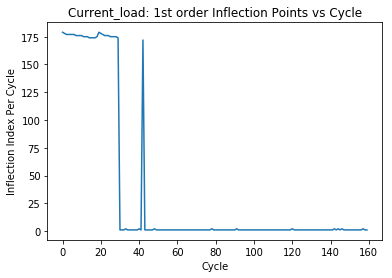 Current_load: 1st order Inflection Points vs Cycle
Inflection Index Per Cycle
175
150
125
100
75
50
25
0
0 20 40 60 80 100 120 140 160
Cycle